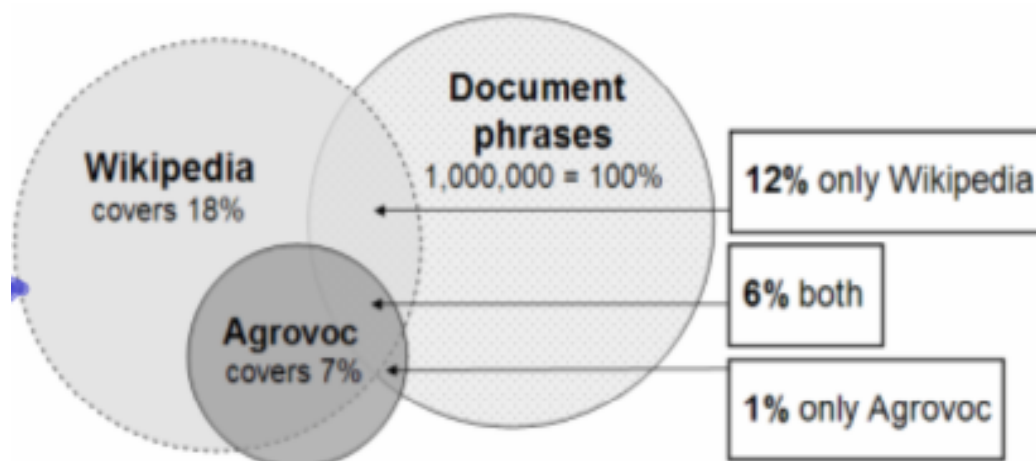 Document
phrases
1,000,000 = 100%
Wikipedia
covers 18%
12% only Wikipedia
6% both
Agrovoc
covers 7%
1% only Agrovoc